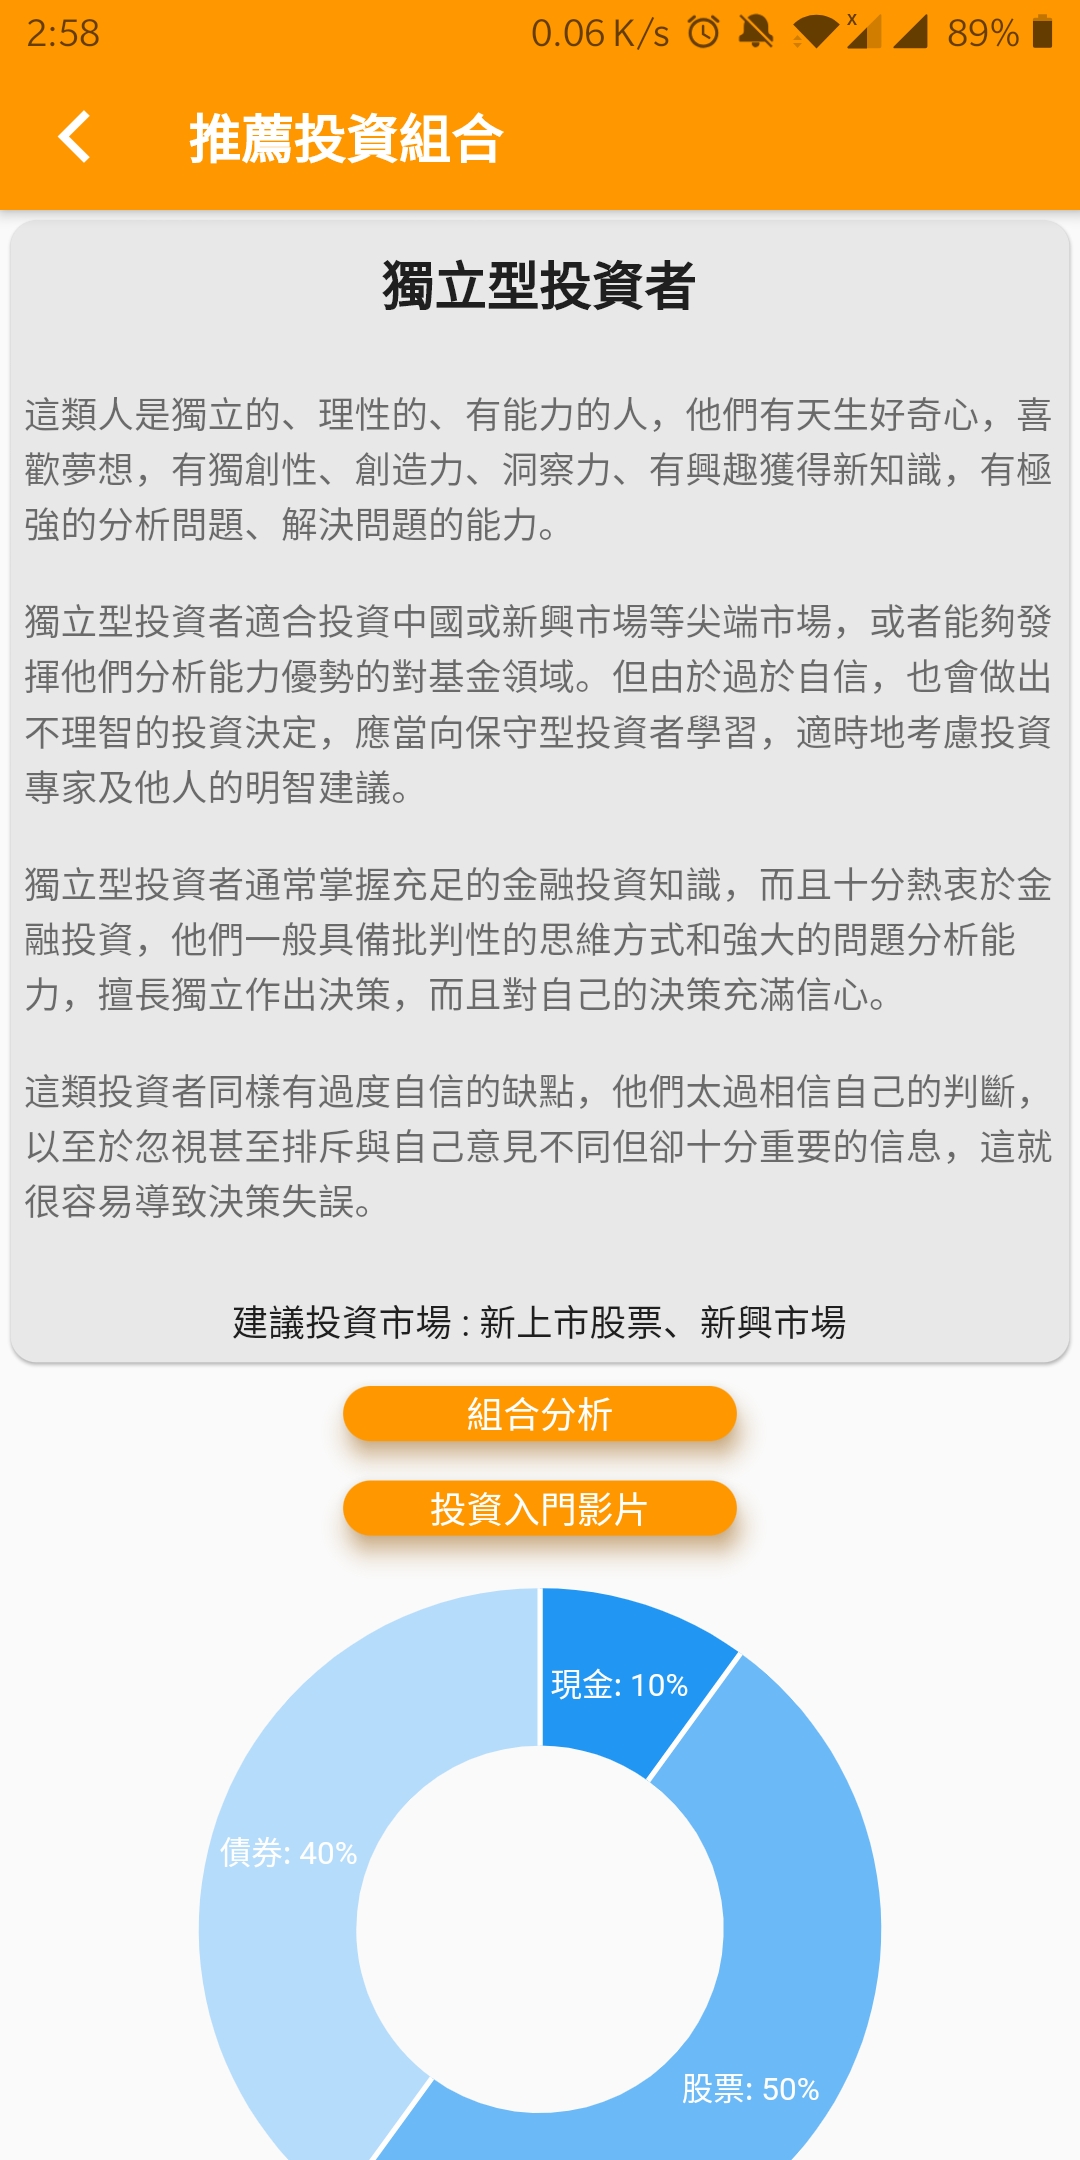 2:58
0.06 K/s
x
89%
推薦投資組合
獨立型投資者
這類人是獨立的、理性的、有能力的人，他們有天生好奇心，喜
歡夢想，有獨創性、創造力、洞察力、有興趣獲得新知識，有極
強的分析問題、解決問題的能力。
獨立型投資者適合投資中國或新興市場等尖端市場，或者能夠發
揮他們分析能力優勢的對基金領域。但由於過於自信，也會做出
不理智的投資決定，應當向保守型投資者學習，適時地考慮投資
專家及他人的明智建議。
獨立型投資者通常掌握充足的金融投資知識，而且十分熱衷於金
融投資，他們一般具備批判性的思維方式和強大的問題分析能
力，擅長獨立作出決策，而且對自己的決策充滿信心。
這類投資者同樣有過度自信的缺點，他們太過相信自己的判斷，
以至於忽視甚至排斥與自己意見不同但卻十分重要的信息，這就
很容易導致決策失誤。
建議投資市場 : 新上市股票、新興市場
組合分析
投資入門影片
現金: 10%
債券: 40%
股票: 50%